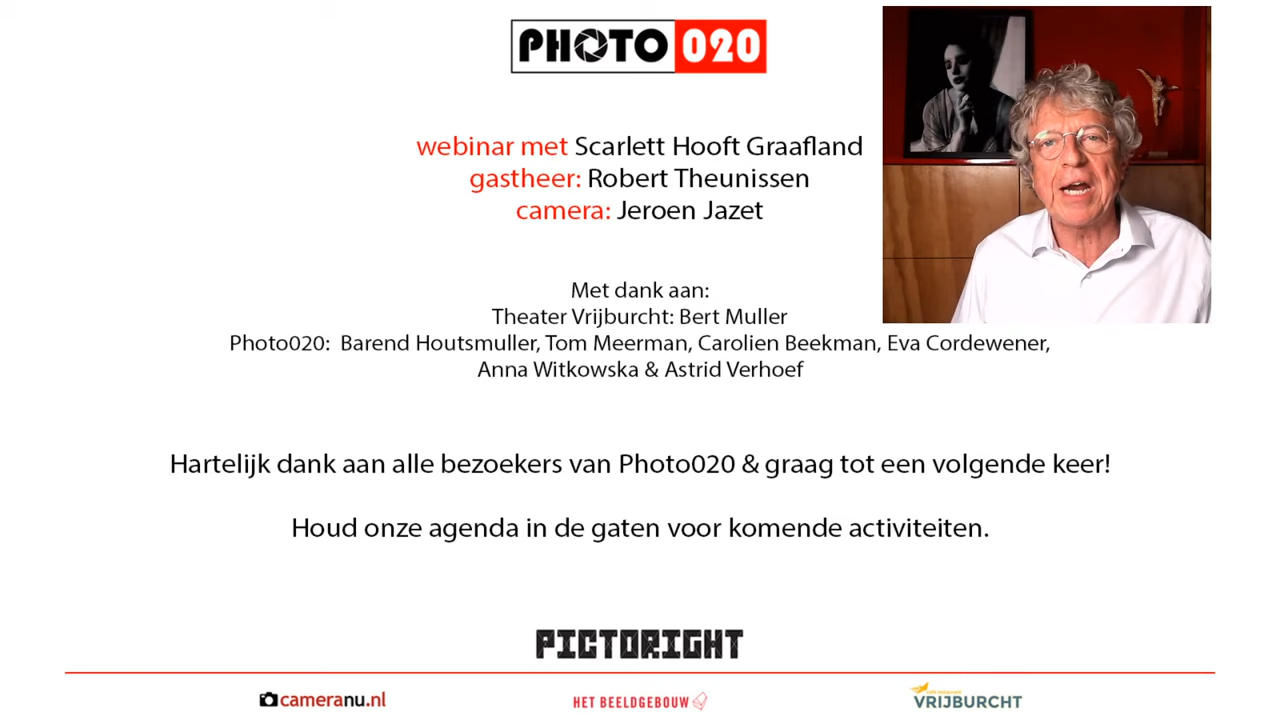 PHOTO 020
webinar met Scarlett Hooft Graafland
gastheer: Robert Theunissen
camera: Jeroen Jazet
Met dank aan:
Theater Vrijburcht: Bert Muller
Photo020: Barend Houtsmuller, Tom Meerman, Carolien Beekman, Eva Cordewener,
Anna Witkowska & Astrid Verhoef
Hartelijk dank aan alle bezoekers van Photo020 & graag tot een volgende keer!
Houd onze agenda in de gaten voor komende activiteiten.
PICTORIGHT
cameranu.nl
HET BEELDGEBOUW
VRIJBURCHT